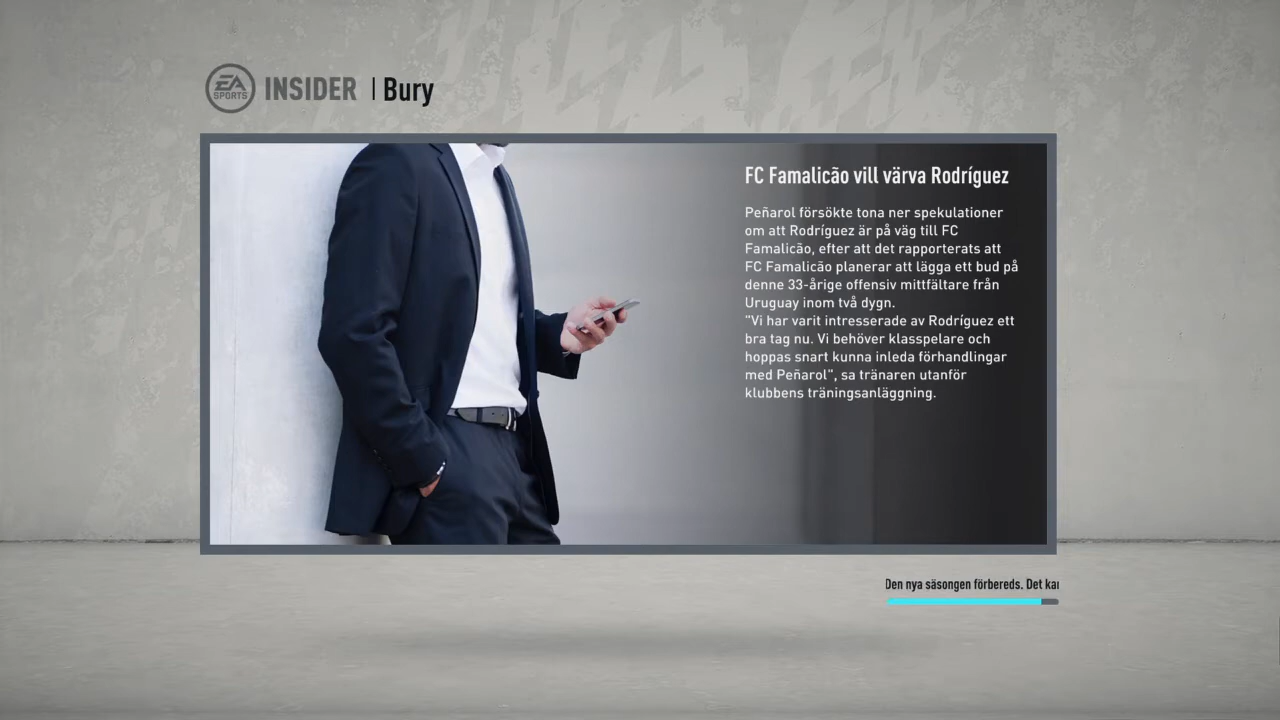 EA
SPORTS
INSIDER | Bury
FC Famalicão vill värva Rodríguez
Peñarol försökte tona ner spekulationer
om att Rodríguez är på väg till FC
Famalicão, efter att det rapporterats att
FC Famalicão planerar att lägga ett bud på
denne 33-årige offensiv mittfältare från
Uruguay inom två dygn.
"Vi har varit intresserade av Rodríguez ett
bra tag nu. Vi behöver klasspelare och
hoppas snart kunna inleda förhandlingar
med Peñarol", sa tränaren utanför
klubbens träningsanläggning.
Den nya säsongen förbereds. Det kan